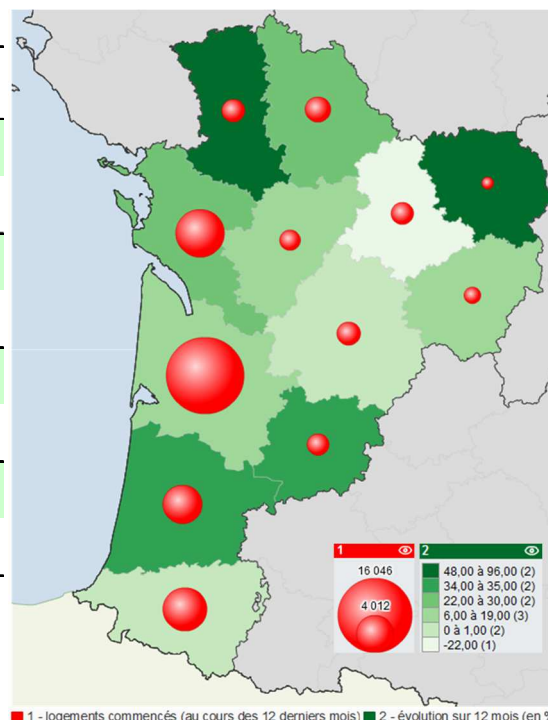 1
2
16 046
4 012
48,00 à 96,00 (2)
34,00 à 35,00 (2)
22,00 à 30,00 (2)
6,00 à 19,00 (3)
0 à 1,00 (2)
-22,00 (1)
1 - logements commencés (au cours des 12 derniers mois) 2 - évolution sur 12 mois (en %